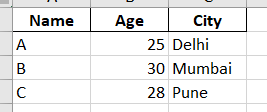 Name Age City
A 25 Delhi
B 30 Mumbai
C 28 Pune